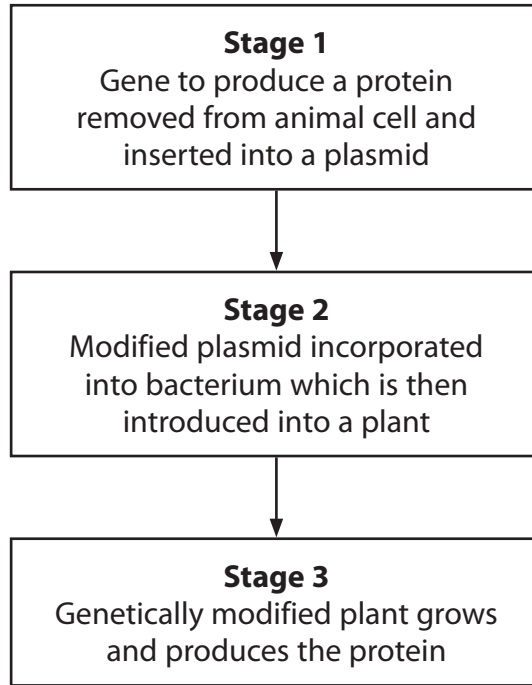 Stage 1
Gene to produce a protein
removed from animal cell and
inserted into a plasmid
Stage 2
Modified plasmid incorporated
into bacterium which is then
introduced into a plant
Stage 3
Genetically modified plant grows
and produces the protein